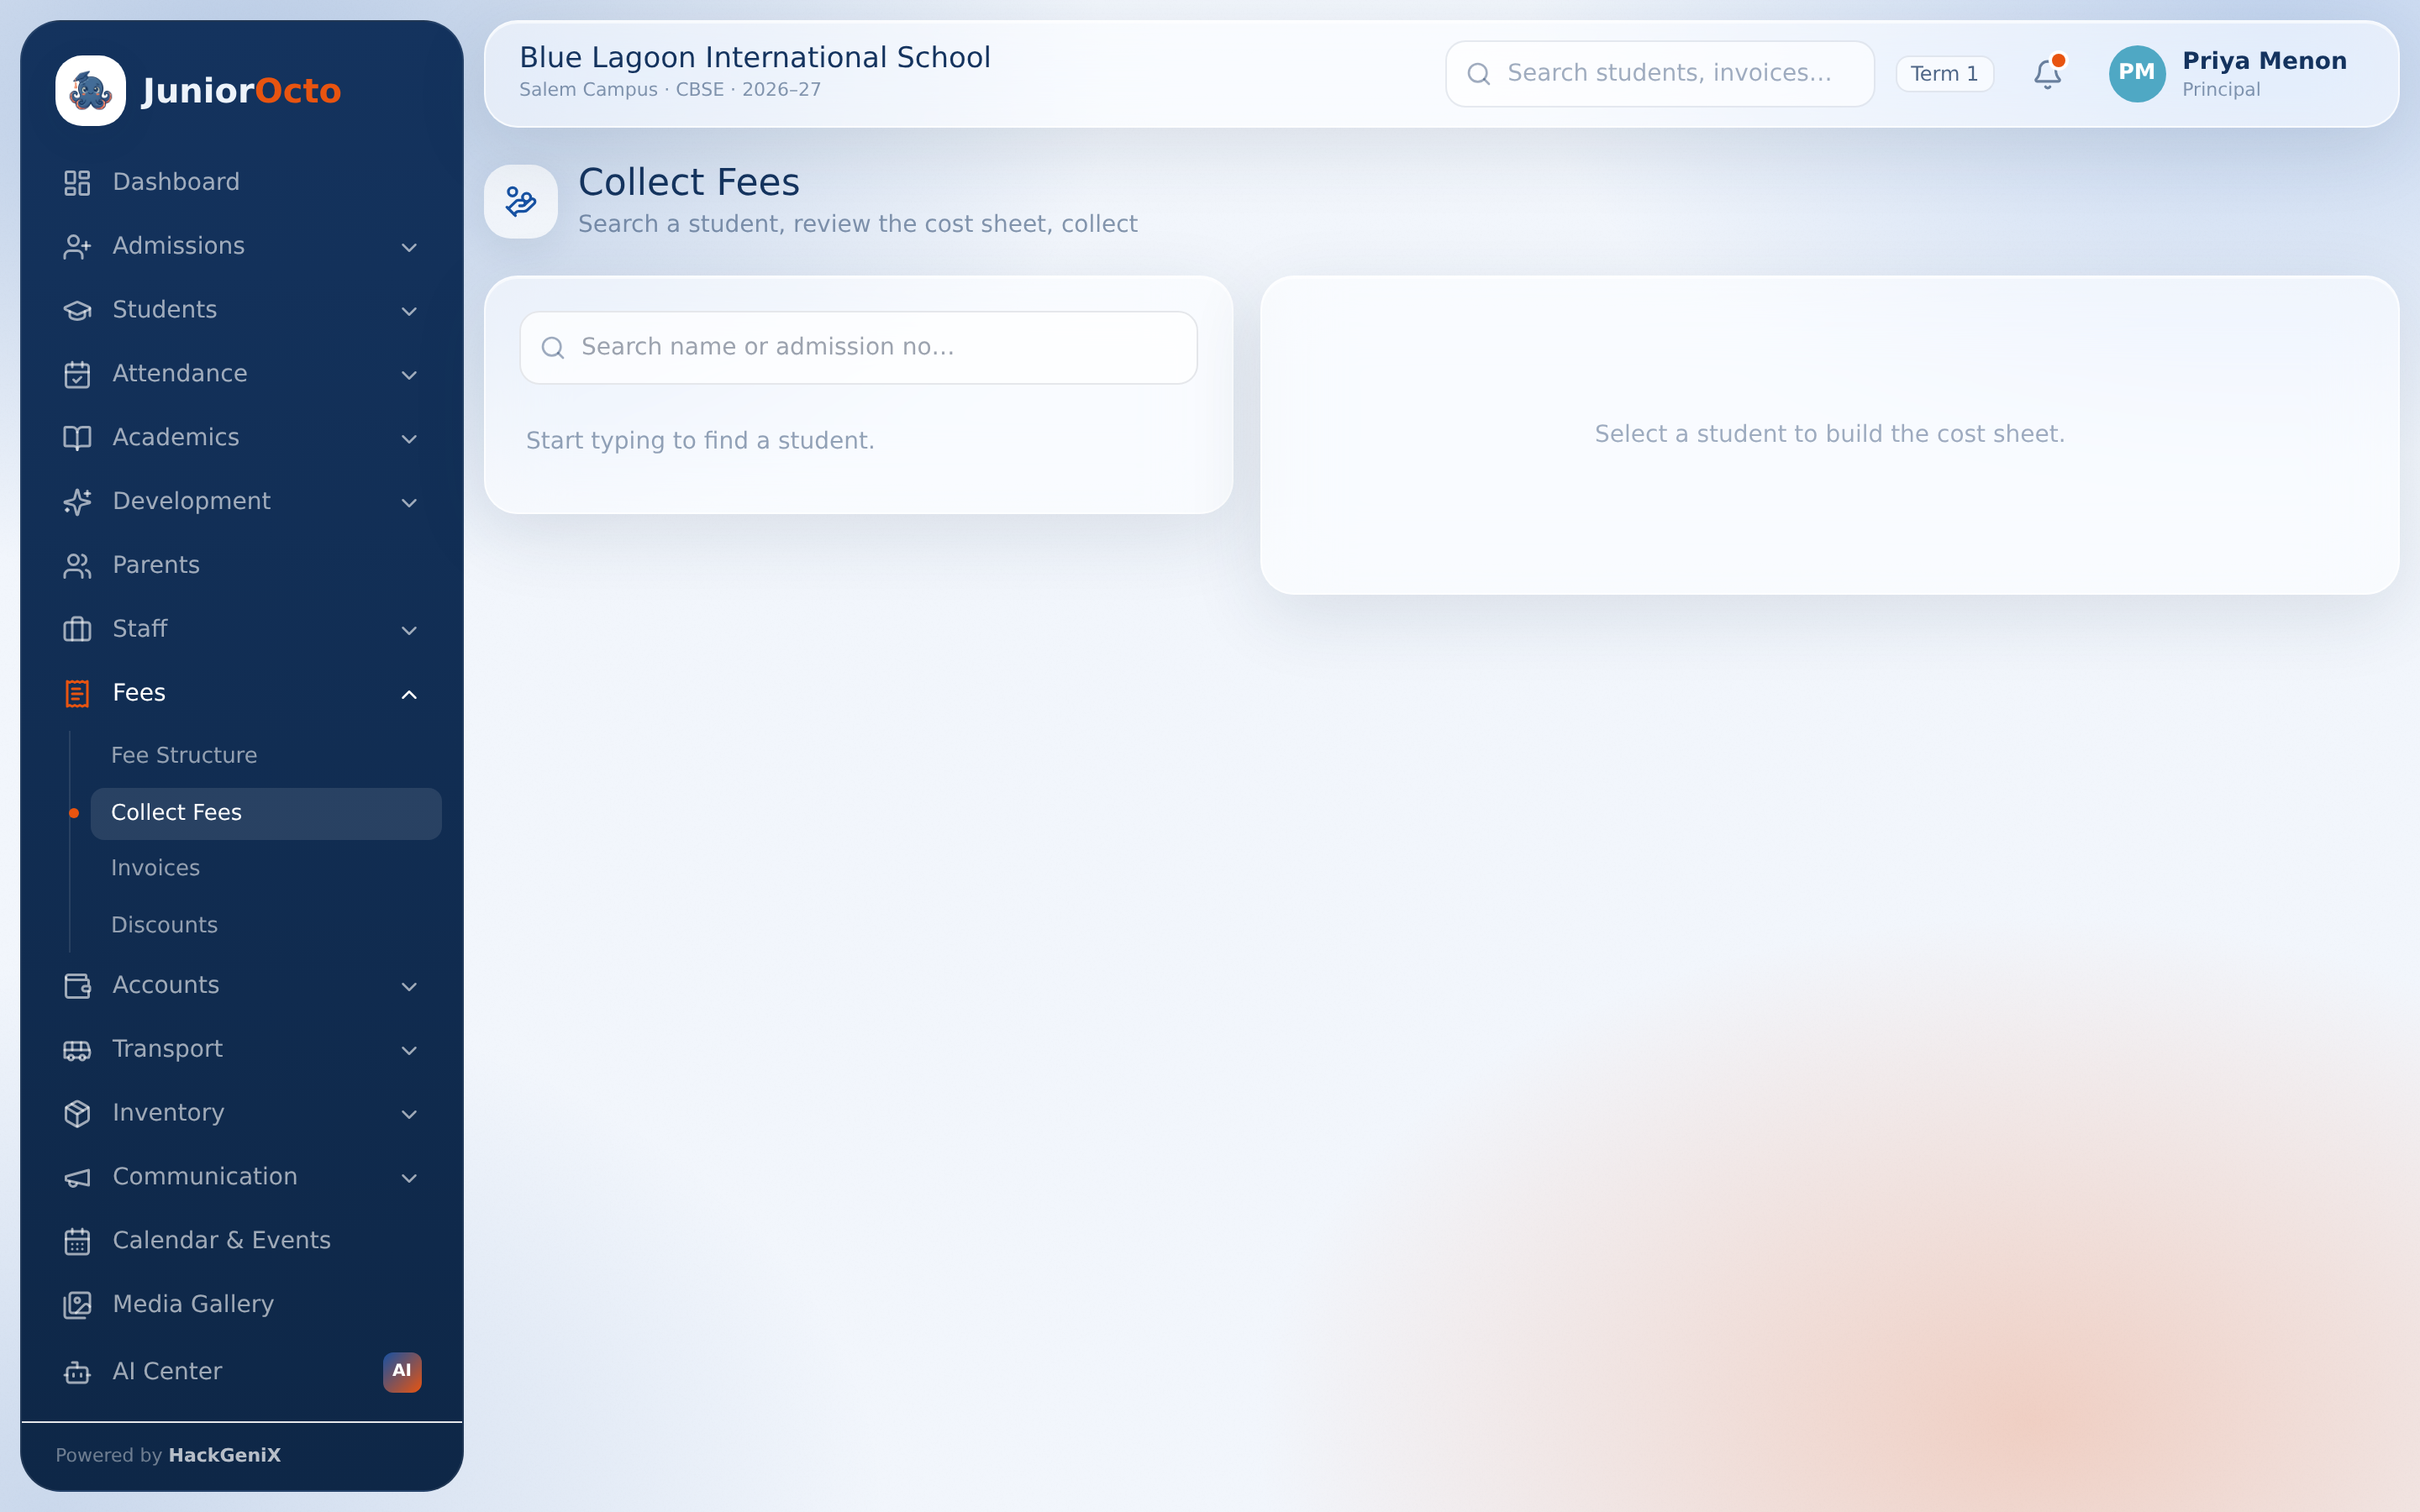 JuniorOcto
Dashboard
Admissions
Students
Attendance
Academics
Development
Parents
Staff
Fees
Fee Structure
Collect Fees
Invoices
Discounts
Accounts
Transport
Inventory
Communication
Calendar & Events
Media Gallery
AI Center
AI
Powered by HackGeniX
Blue Lagoon International School
Salem Campus · CBSE · 2026–27
Search students, invoices…
Term 1
PM
Priya Menon
Principal
Collect Fees
Search a student, review the cost sheet, collect
Search name or admission no…
Start typing to find a student.
Select a student to build the cost sheet.